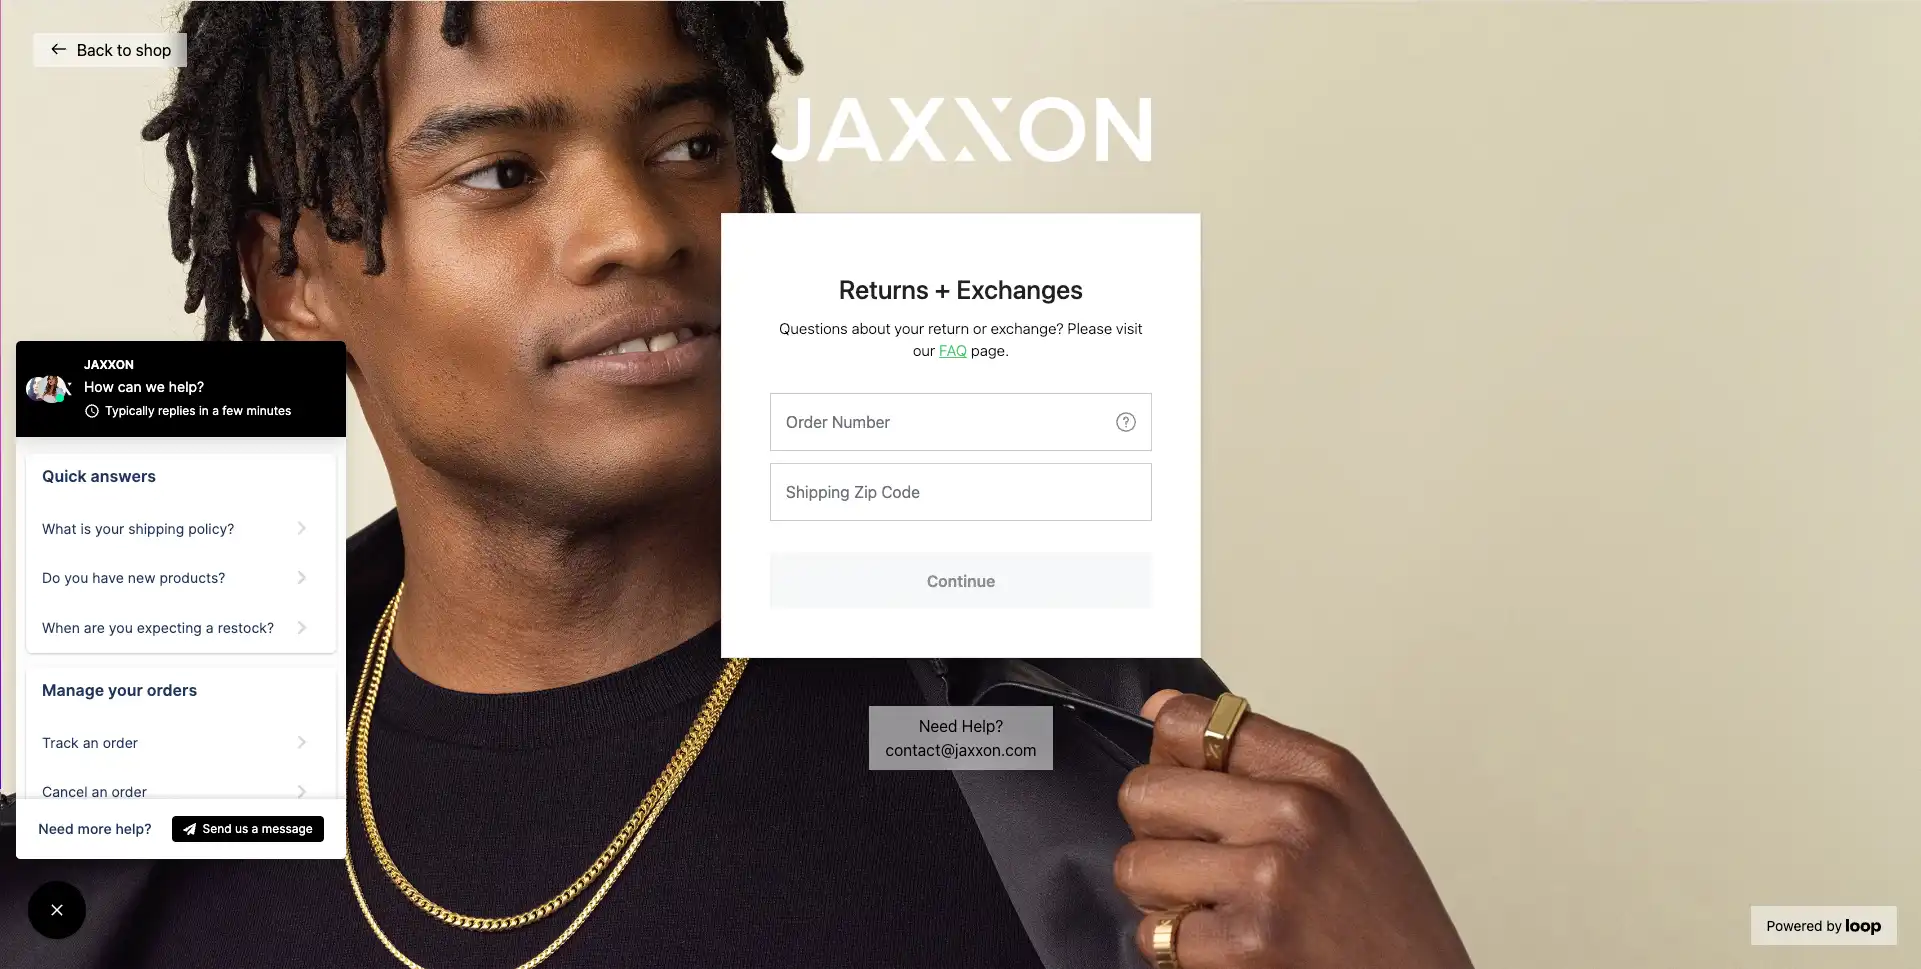 Back to shop
JAXXON
Returns + Exchanges
Questions about your return or exchange? Please visit
our FAQ page.
Order Number
?
Shipping Zip Code
Continue
Need Help?
contact@jaxxon.com
JAXXON
How can we help?
Typically replies in a few minutes
Quick answers
What is your shipping policy?
Do you have new products?
When are you expecting a restock?
Manage your orders
Track an order
Cancel an order
Need more help?
Send us a message
Powered by loop